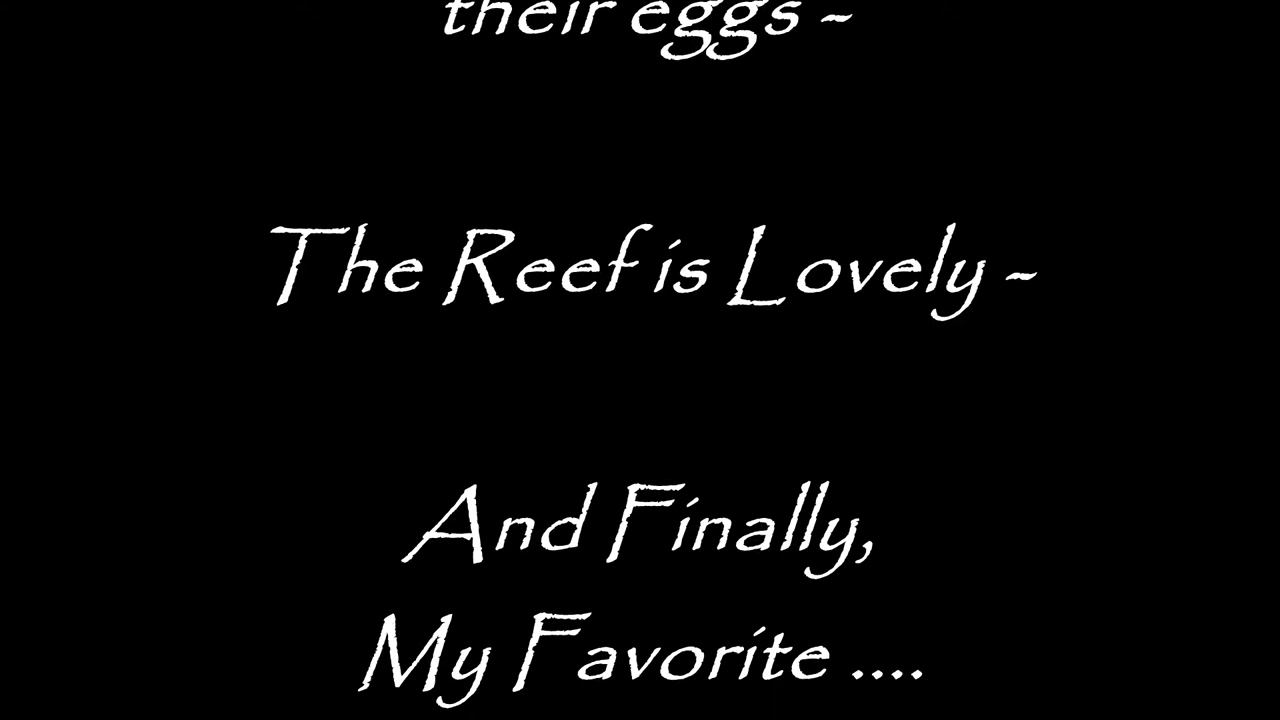 their eggs -
The Reef is Lovely -
And Finally,
My Favorite ....